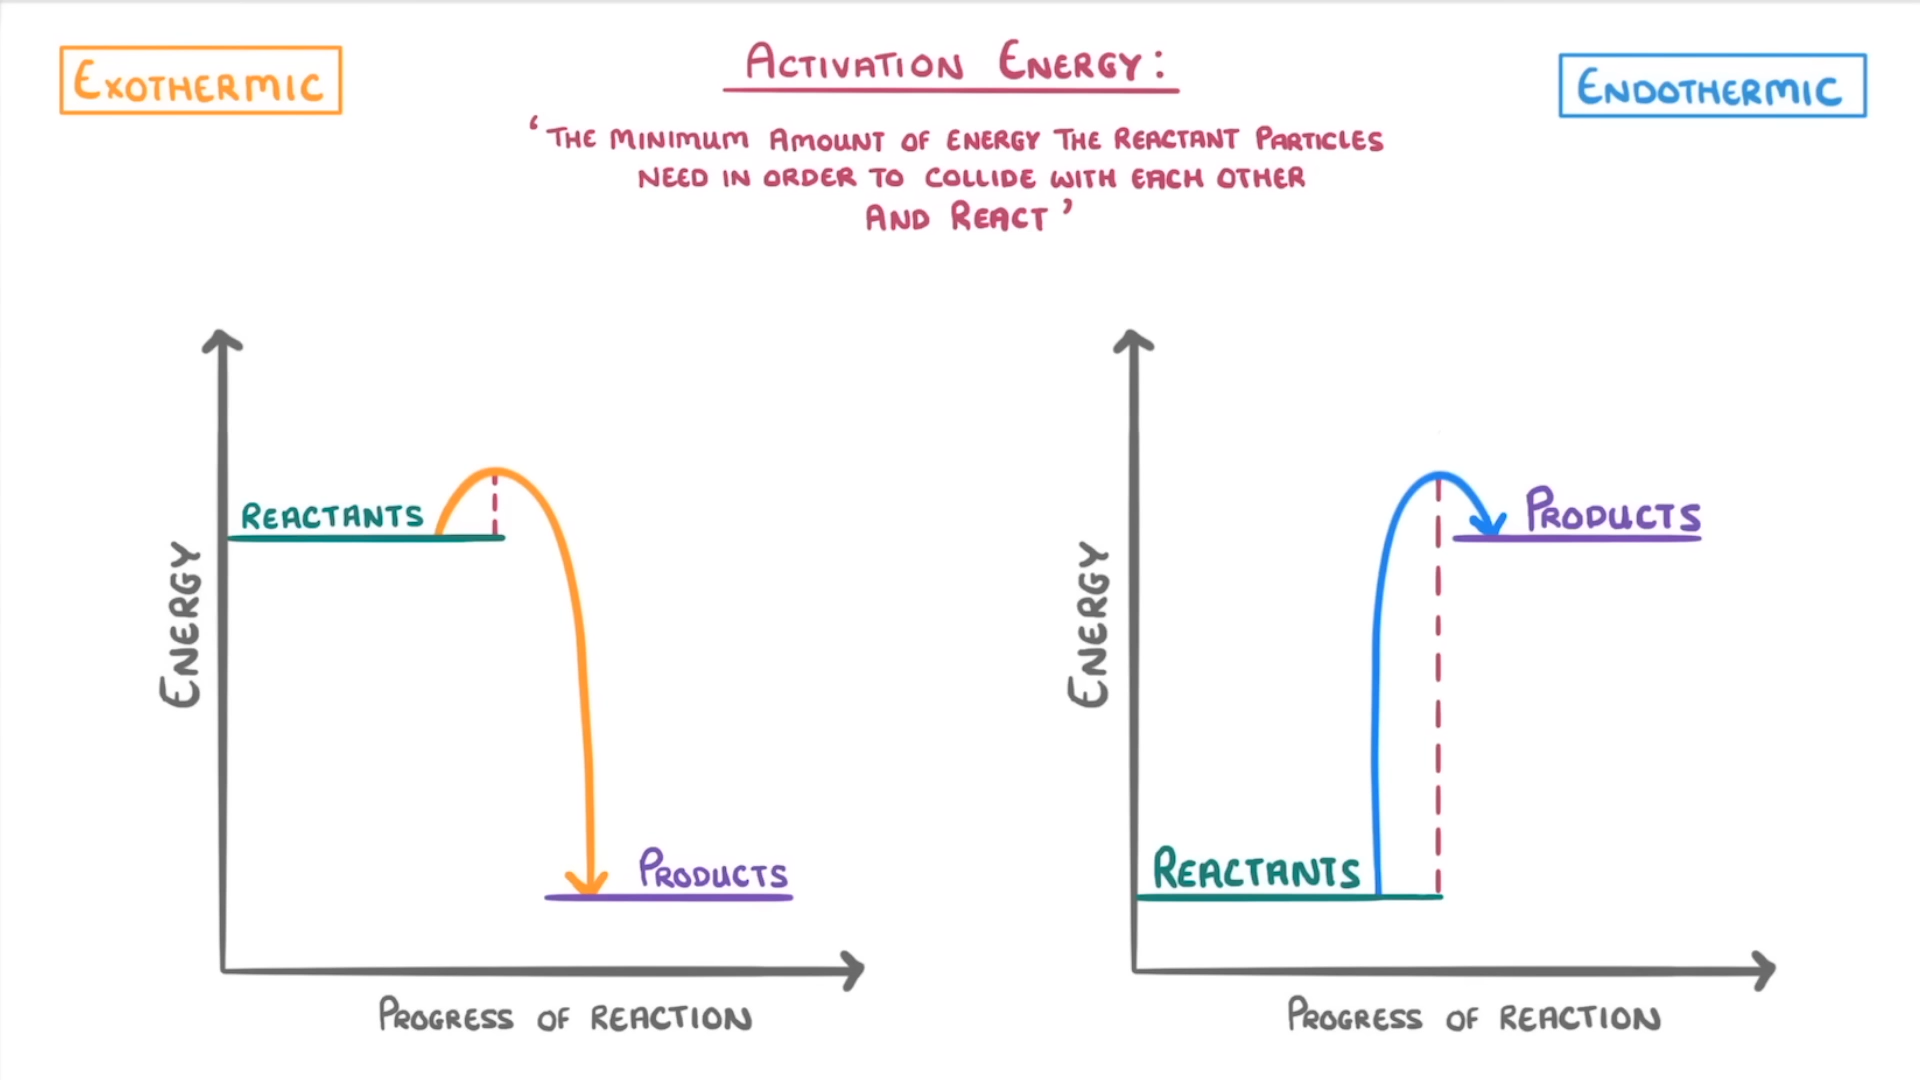 EXOTHERMIC
ACTIVATION ENERGY:
ENDOTHERMIC
‘THE MINIMUM AMOUNT OF ENERGY THE REACTANT PARTICLES
NEED IN ORDER TO COLLIDE WITH EACH OTHER
AND REACT’
ENERGY
REACTANTS
PRODUCTS
PROGRESS OF REACTION
ENERGY
PRODUCTS
REACTANTS
PROGRESS OF REACTION